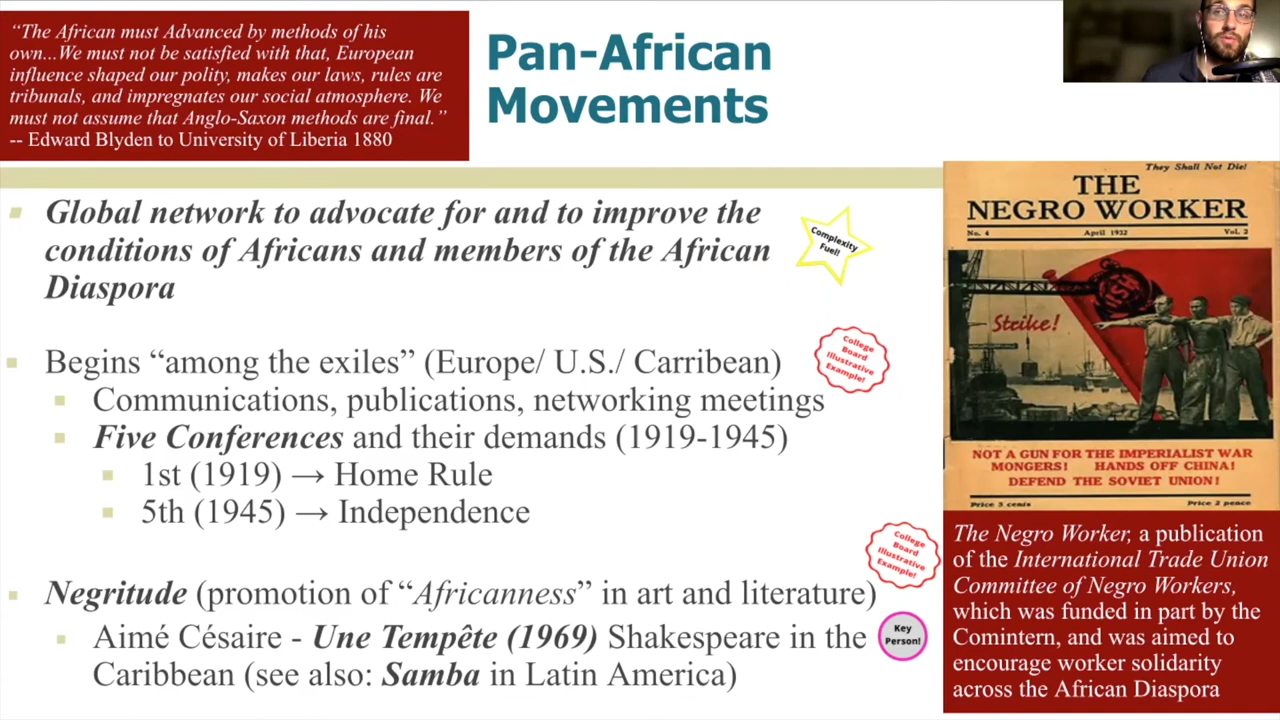 “The African must Advanced by methods of his
own...We must not be satisfied with that, European
influence shaped our polity, makes our laws, rules are
tribunals, and impregnates our social atmosphere. We
must not assume that Anglo-Saxon methods are final.”
-- Edward Blyden to University of Liberia 1880
Pan-African
Movements
Global network to advocate for and to improve the
conditions of Africans and members of the African
Diaspora
Complexity
Fuel!
Begins “among the exiles” (Europe/ U.S./ Carribean)
College
Board
Illustrative
Example!
Communications, publications, networking meetings
Five Conferences and their demands (1919-1945)
1st (1919) → Home Rule
5th (1945) → Independence
College
Board
Illustrative
Example!
Negritude (promotion of “Africanness” in art and literature)
Aimé Césaire - Une Tempête (1969) Shakespeare in the
Caribbean (see also: Samba in Latin America)
Key
Person!
They Shall Not Die!
THE
NEGRO WORKER
No. 4 April 1932 Vol. 2
Strike!
NOT A GUN FOR THE IMPERIALIST WAR
MONGERS! HANDS OFF CHINA!
DEFEND THE SOVIET UNION!
Price 5 cents Price 2 pence
The Negro Worker, a publication
of the International Trade Union
Committee of Negro Workers,
which was funded in part by the
Comintern, and was aimed to
encourage worker solidarity
across the African Diaspora